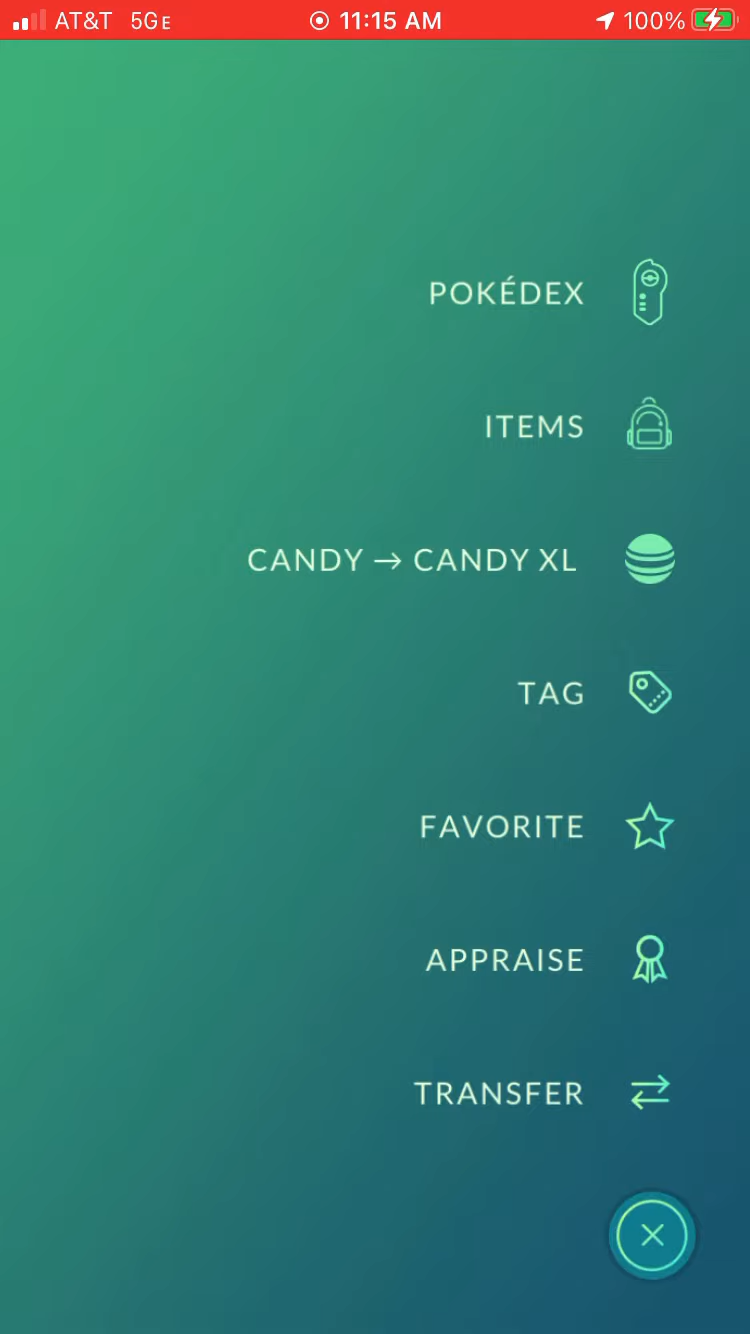 AT&T 5GE 11:15 AM 100%
POKÉDEX
ITEMS
CANDY → CANDY XL
TAG
FAVORITE
APPRAISE
TRANSFER